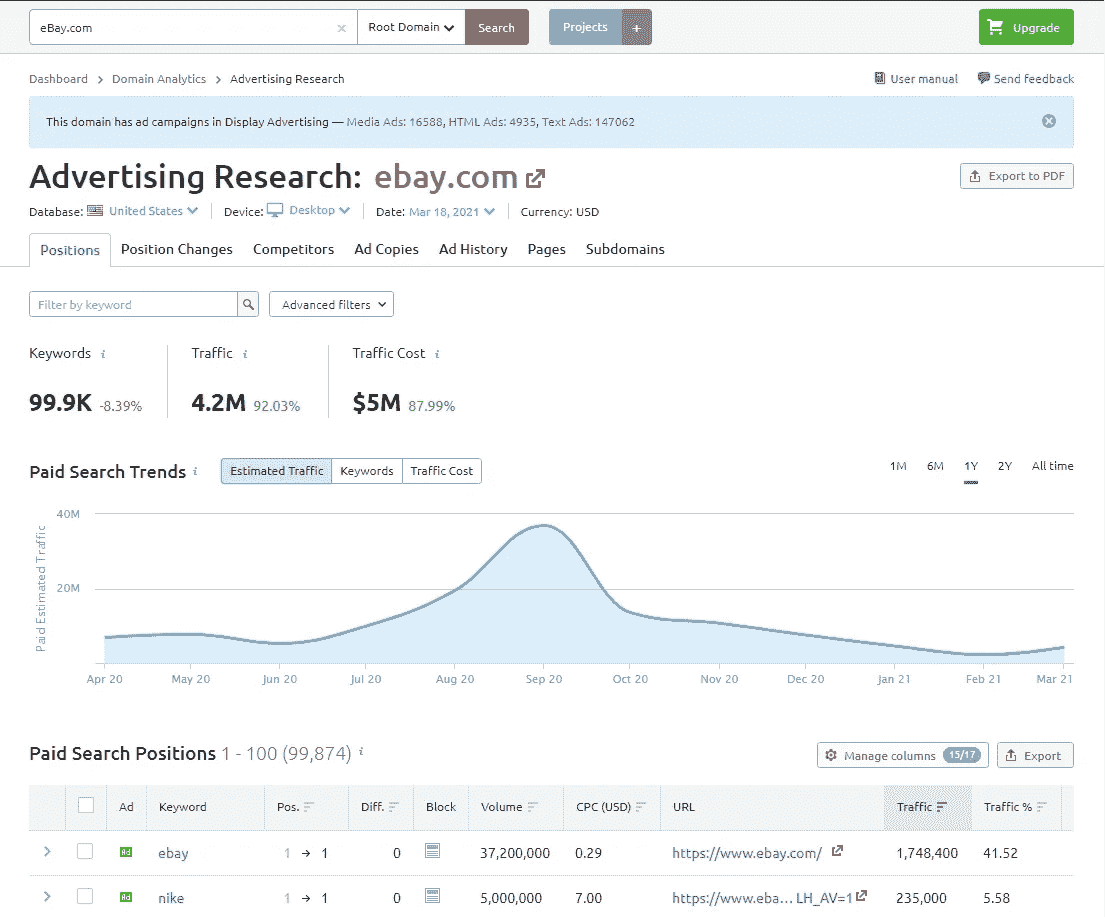 eBay.com × Root Domain Search Projects + Upgrade
Dashboard > Domain Analytics > Advertising Research User manual Send feedback
This domain has ad campaigns in Display Advertising — Media Ads: 16588, HTML Ads: 4935, Text Ads: 147062
Advertising Research: ebay.com Export to PDF
Database: United States Device: Desktop Date: Mar 18, 2021 Currency: USD
Positions Position Changes Competitors Ad Copies Ad History Pages Subdomains
Filter by keyword Advanced filters
Keywords i Traffic i Traffic Cost i
99.9K -8.39% 4.2M 92.03% $5M 87.99%
Paid Search Trends i Estimated Traffic Keywords Traffic Cost 1M 6M 1Y 2Y All time
40M
20M
Paid Estimated Traffic
Apr 20 May 20 Jun 20 Jul 20 Aug 20 Sep 20 Oct 20 Nov 20 Dec 20 Jan 21 Feb 21 Mar 21
Paid Search Positions 1 - 100 (99,874) i Manage columns 15/17 Export
Ad Keyword Pos. Diff. Block Volume CPC (USD) URL Traffic Traffic %
> Ad ebay 1 → 1 0 37,200,000 0.29 https://www.ebay.com/ 1,748,400 41.52
> Ad nike 1 → 1 0 5,000,000 7.00 https://www.eba... LH_AV=1 235,000 5.58